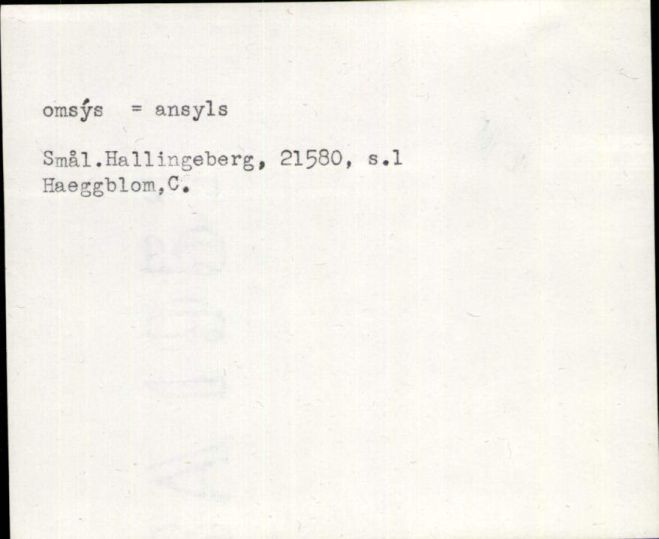 omsýs = ansyls
Smål.Hallingeberg, 21580, s.1
Haeggblom,C.